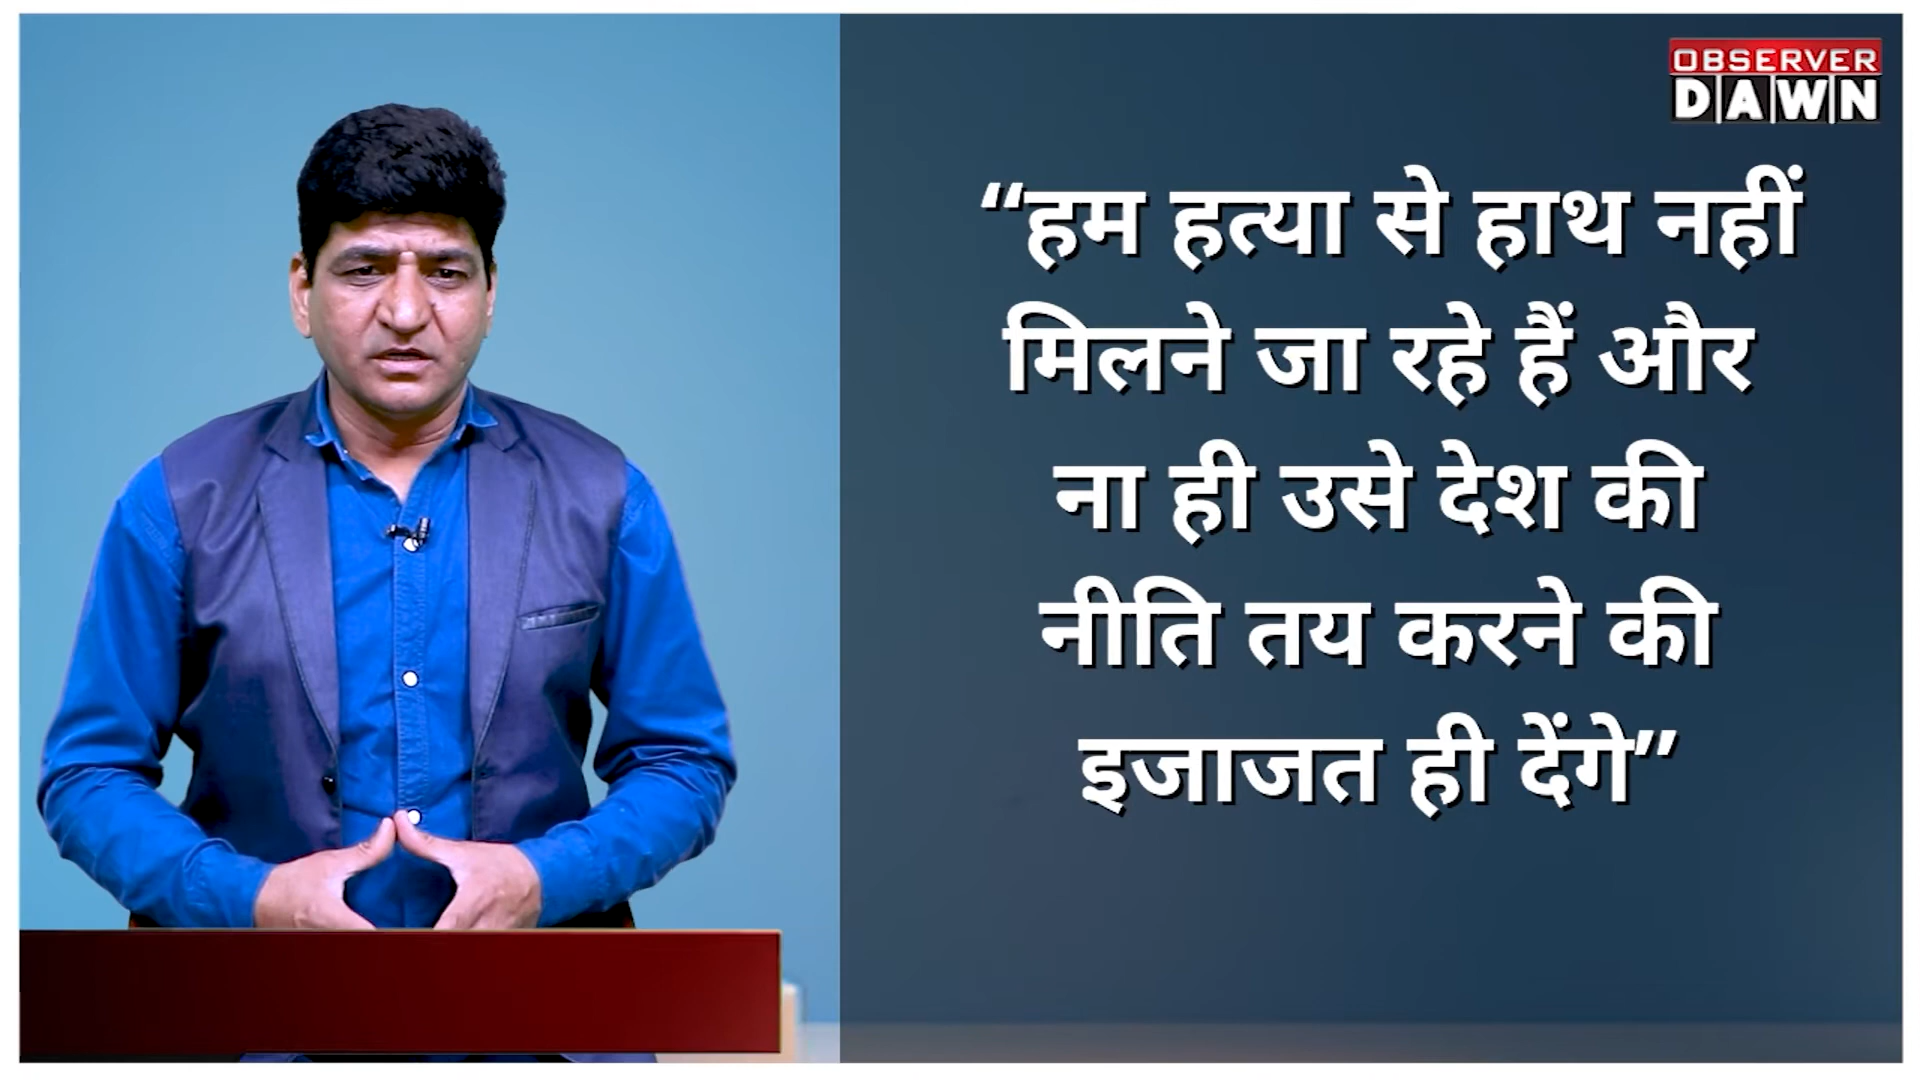 OBSERVER
DAWN
“हम हत्या से हाथ नहीं
मिलने जा रहे हैं और
ना ही उसे देश की
नीति तय करने की
इजाजत ही देंगे”